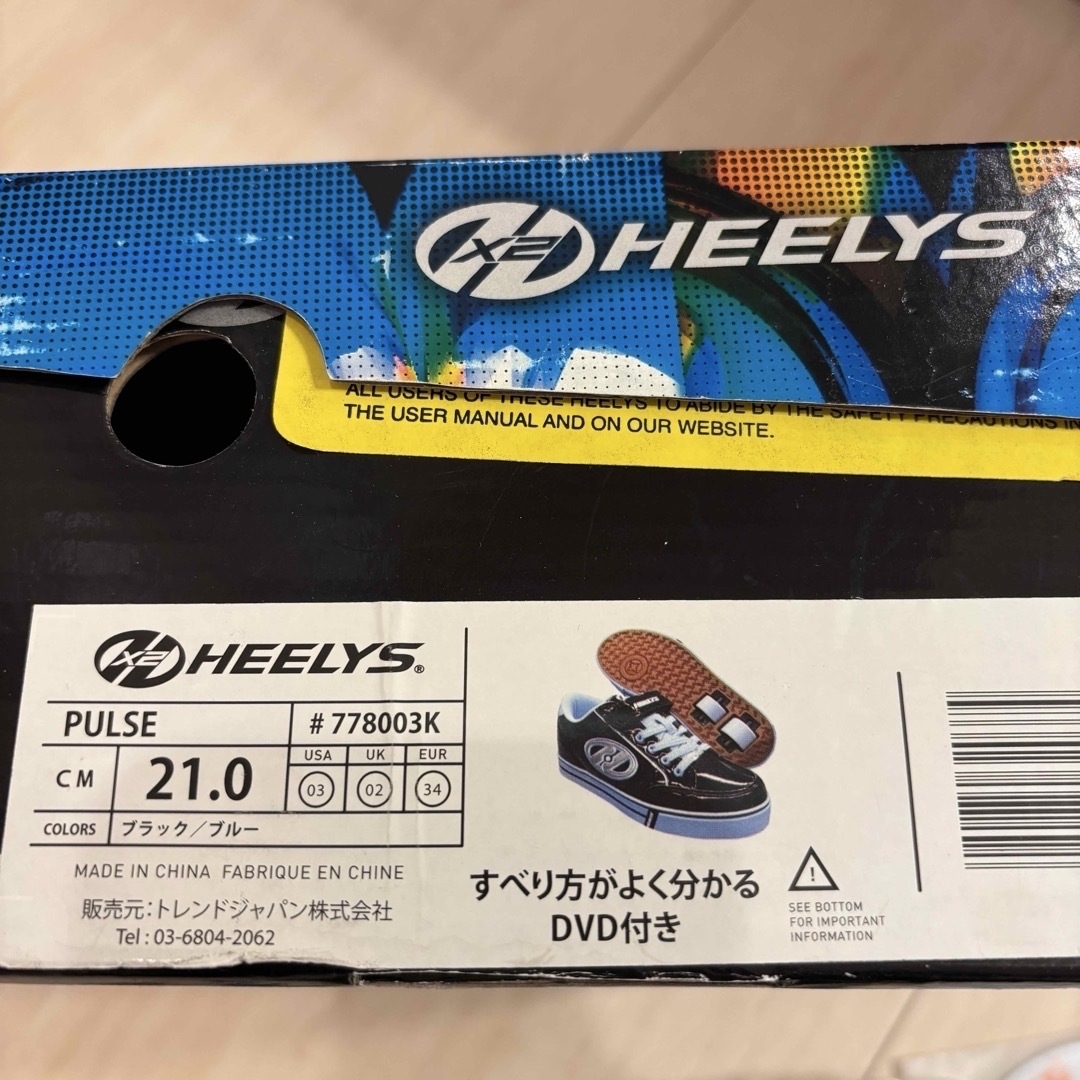 X2 HEELYS
ALL USERS OF THESE HEELYS TO ABIDE BY THE SAFETY PRECAUTIONS IN
THE USER MANUAL AND ON OUR WEBSITE.
X2 HEELYS®
PULSE
# 778003K
CM
21.0
USA UK EUR
03 02 34
COLORS
ブラック／ブルー
MADE IN CHINA FABRIQUE EN CHINE
販売元：トレンドジャパン株式会社
Tel : 03-6804-2062
すべり方がよく分かる
DVD付き
SEE BOTTOM
FOR IMPORTANT
INFORMATION